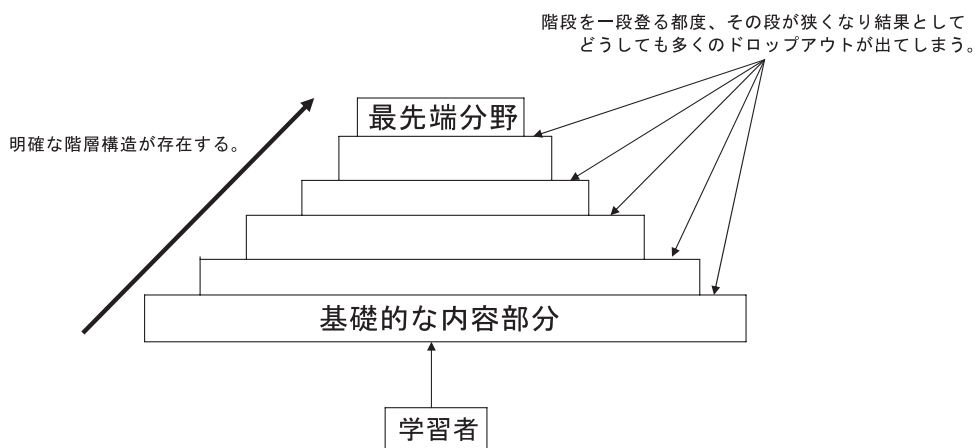 階段を一段登る都度、その段が狭くなり結果として
どうしても多くのドロップアウトが出てしまう。
最先端分野
明確な階層構造が存在する。
基礎的な内容部分
学習者